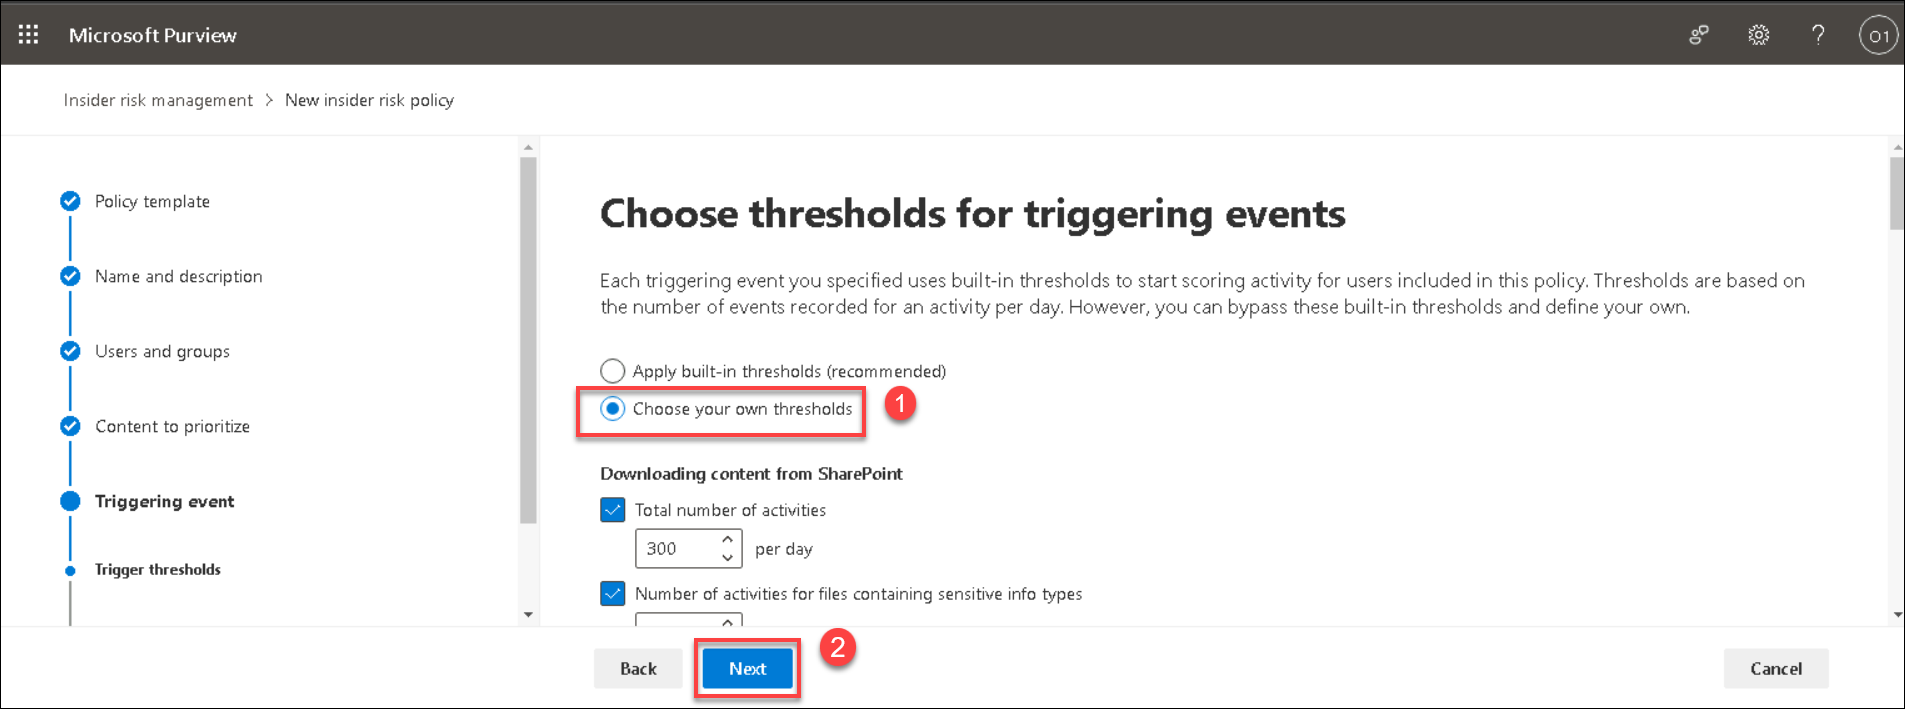 Microsoft Purview
?
O1
Insider risk management > New insider risk policy
Policy template
Name and description
Users and groups
Content to prioritize
Triggering event
Trigger thresholds
Choose thresholds for triggering events
Each triggering event you specified uses built-in thresholds to start scoring activity for users included in this policy. Thresholds are based on
the number of events recorded for an activity per day. However, you can bypass these built-in thresholds and define your own.
Apply built-in thresholds (recommended)
Choose your own thresholds
1
Downloading content from SharePoint
Total number of activities
300 per day
Number of activities for files containing sensitive info types
Back
Next
2
Cancel